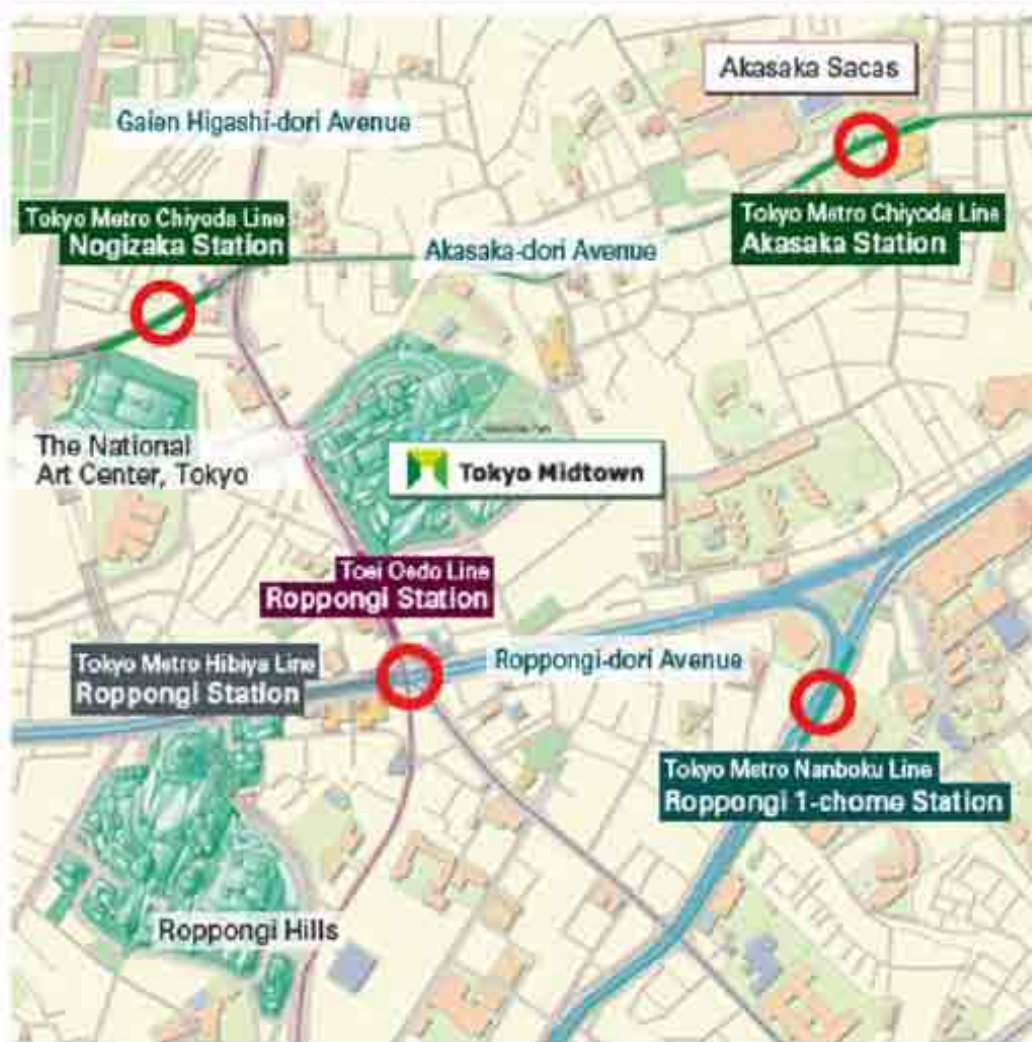 Akasaka Sacas
Gaien Higashi-dori Avenue
Tokyo Metro Chiyoda Line
Nogizaka Station
Tokyo Metro Chiyoda Line
Akasaka Station
Akasaka-dori Avenue
The National
Art Center, Tokyo
Tokyo Midtown
Toei Oedo Line
Roppongi Station
Tokyo Metro Hibiya Line
Roppongi Station
Roppongi-dori Avenue
Tokyo Metro Nanboku Line
Roppongi 1-chome Station
Roppongi Hills